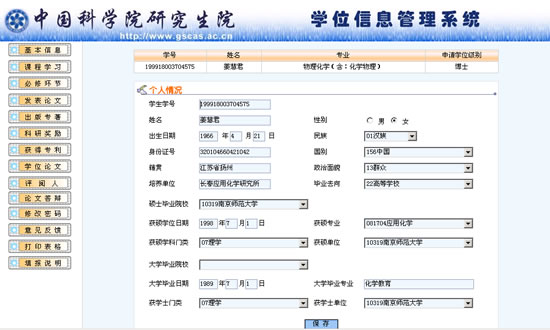 中国科学院研究生院
http://www.gscas.ac.cn
学位信息管理系统
基本信息
课程学习
必修环节
发表论文
出版专著
科研奖励
获得专利
学位论文
评阅人
论文答辩
修改密码
意见反馈
打印表格
填报说明
学号 姓名 专业 申请学位级别
199918003T04575 姜慧君 物理化学(含:化学物理) 博士
个人情况
学生学号 199918003T04575
姓名 姜慧君 性别 男 女
出生日期 1966 年 4 月 21 日 民族 01汉族
身份证号 320104660421042 国别 156中国
籍贯 江苏省扬州 政治面貌 13群众
培养单位 长春应用化学研究所 毕业去向 22高等学校
硕士毕业院校 10319南京师范大学
获硕学位日期 1998 年 7 月 1 日 获硕专业 081704应用化学
获硕学科门类 07理学 获硕单位 10319南京师范大学
大学毕业院校
大学毕业日期 1989 年 7 月 1 日 大学毕业专业 化学教育
获学士门类 07理学 获学士单位 10319南京师范大学
保存